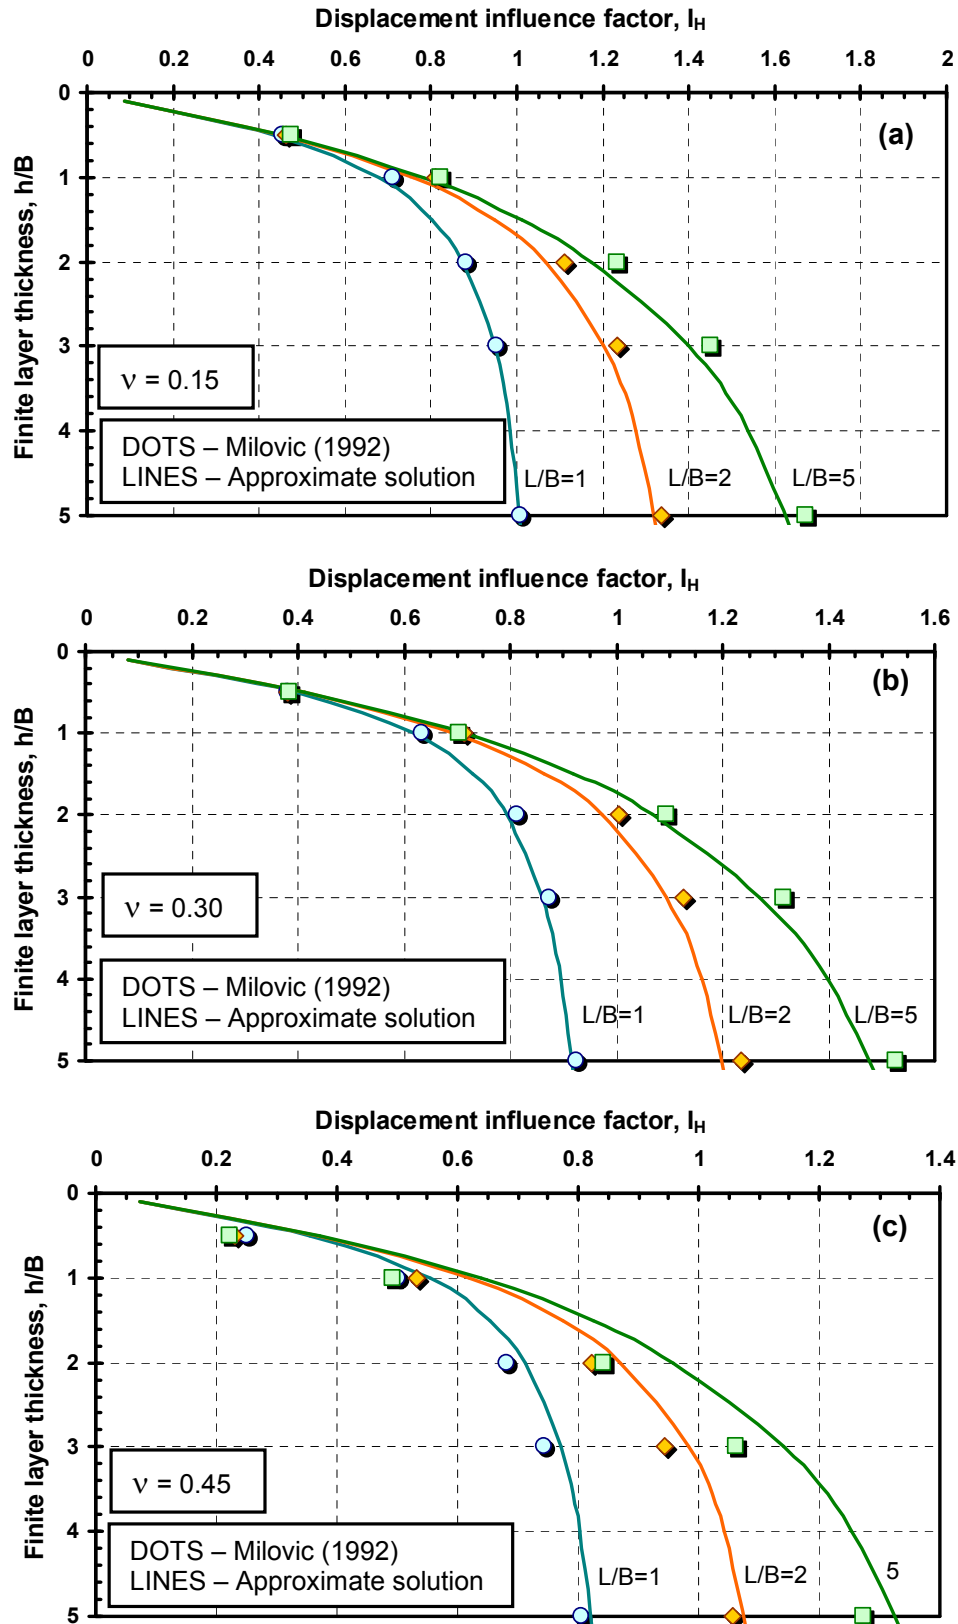 Displacement influence factor, I_H
0 0.2 0.4 0.6 0.8 1 1.2 1.4 1.6 1.8 2
0
1
2
3
4
5
Finite layer thickness, h/B
(a)
ν = 0.15
DOTS – Milovic (1992)
LINES – Approximate solution
L/B=1 L/B=2 L/B=5
Displacement influence factor, I_H
0 0.2 0.4 0.6 0.8 1 1.2 1.4 1.6
0
1
2
3
4
5
Finite layer thickness, h/B
(b)
ν = 0.30
DOTS – Milovic (1992)
LINES – Approximate solution
L/B=1 L/B=2 L/B=5
Displacement influence factor, I_H
0 0.2 0.4 0.6 0.8 1 1.2 1.4
0
1
2
3
4
5
Finite layer thickness, h/B
(c)
ν = 0.45
DOTS – Milovic (1992)
LINES – Approximate solution
L/B=1 L/B=2 5